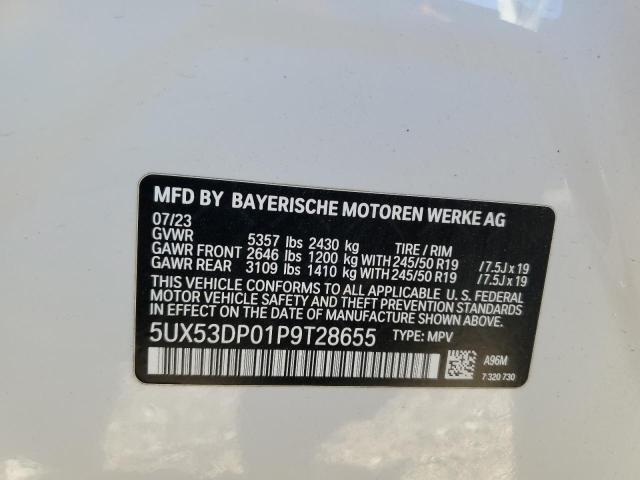 MFD BY BAYERISCHE MOTOREN WERKE AG
07/23
GVWR 5357 lbs 2430 kg TIRE / RIM
GAWR FRONT 2646 lbs 1200 kg WITH 245/50 R19 / 7.5J x 19
GAWR REAR 3109 lbs 1410 kg WITH 245/50 R19 / 7.5J x 19
THIS VEHICLE CONFORMS TO ALL APPLICABLE U. S. FEDERAL
MOTOR VEHICLE SAFETY AND THEFT PREVENTION STANDARDS
IN EFFECT ON THE DATE OF MANUFACTURE SHOWN ABOVE.
5UX53DP01P9T28655 TYPE: MPV
A96M
7 320 730